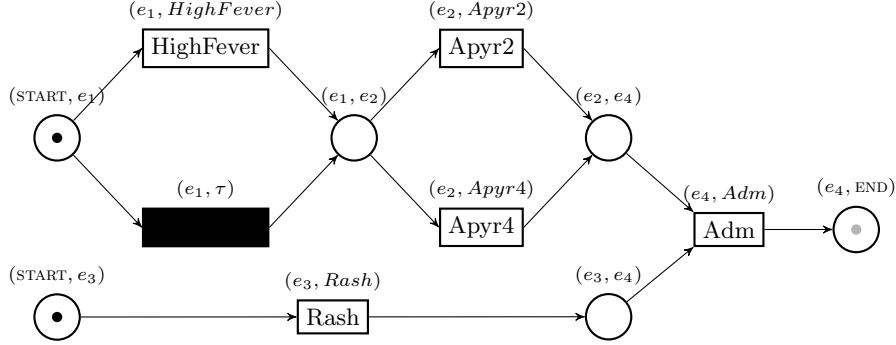 (e₁, HighFever)
(e₂, Apyr2)
HighFever
Apyr2
(START, e₁)
(e₁, e₂)
(e₂, e₄)
(e₁, τ)
(e₂, Apyr4)
(e₄, Adm)
(e₄, END)
Apyr4
Adm
(START, e₃)
(e₃, Rash)
(e₃, e₄)
Rash